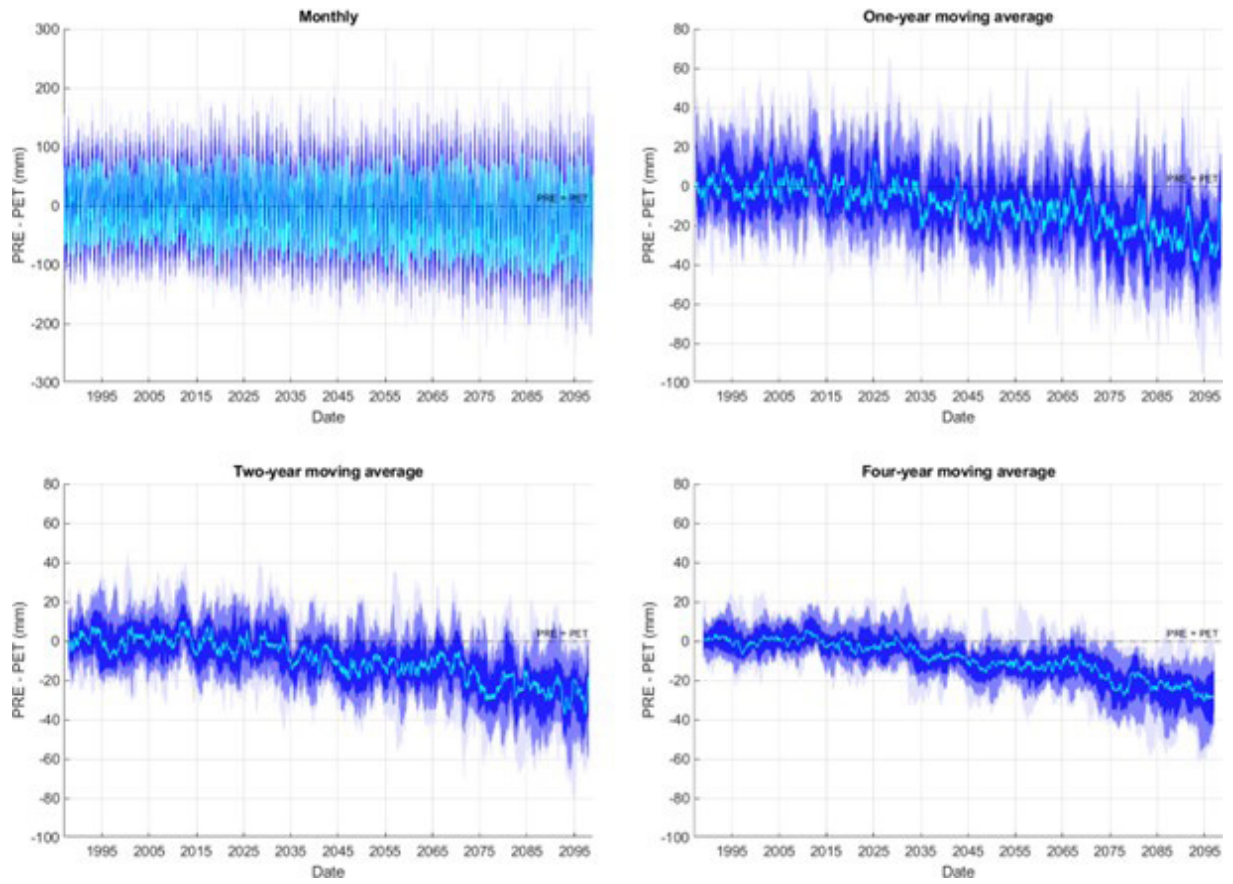 Monthly
300
200
100
0
-100
-200
-300
PRE - PET (mm)
PRE = PET
1995 2005 2015 2025 2035 2045 2055 2065 2075 2085 2095
Date
One-year moving average
80
60
40
20
0
-20
-40
-60
-80
-100
PRE - PET (mm)
PRE = PET
1995 2005 2015 2025 2035 2045 2055 2065 2075 2085 2095
Date
Two-year moving average
80
60
40
20
0
-20
-40
-60
-80
-100
PRE - PET (mm)
PRE = PET
1995 2005 2015 2025 2035 2045 2055 2065 2075 2085 2095
Date
Four-year moving average
80
60
40
20
0
-20
-40
-60
-80
-100
PRE - PET (mm)
PRE = PET
1995 2005 2015 2025 2035 2045 2055 2065 2075 2085 2095
Date